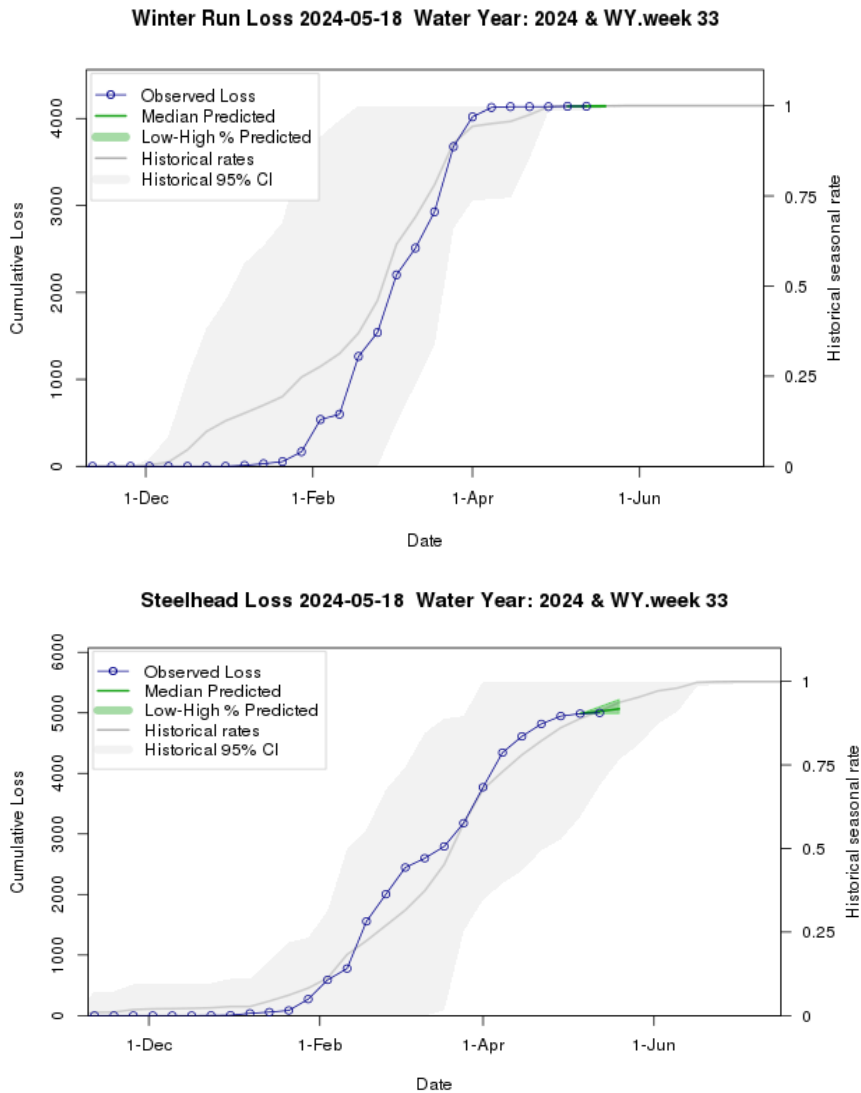 Winter Run Loss 2024-05-18 Water Year: 2024 & WY.week 33
Observed Loss
Median Predicted
Low-High % Predicted
Historical rates
Historical 95% CI
Cumulative Loss
4000
3000
2000
1000
0
1
0.75
0.5
0.25
0
Historical seasonal rate
1-Dec
1-Feb
1-Apr
1-Jun
Date
Steelhead Loss 2024-05-18 Water Year: 2024 & WY.week 33
Observed Loss
Median Predicted
Low-High % Predicted
Historical rates
Historical 95% CI
Cumulative Loss
6000
5000
4000
3000
2000
1000
0
1
0.75
0.5
0.25
0
Historical seasonal rate
1-Dec
1-Feb
1-Apr
1-Jun
Date